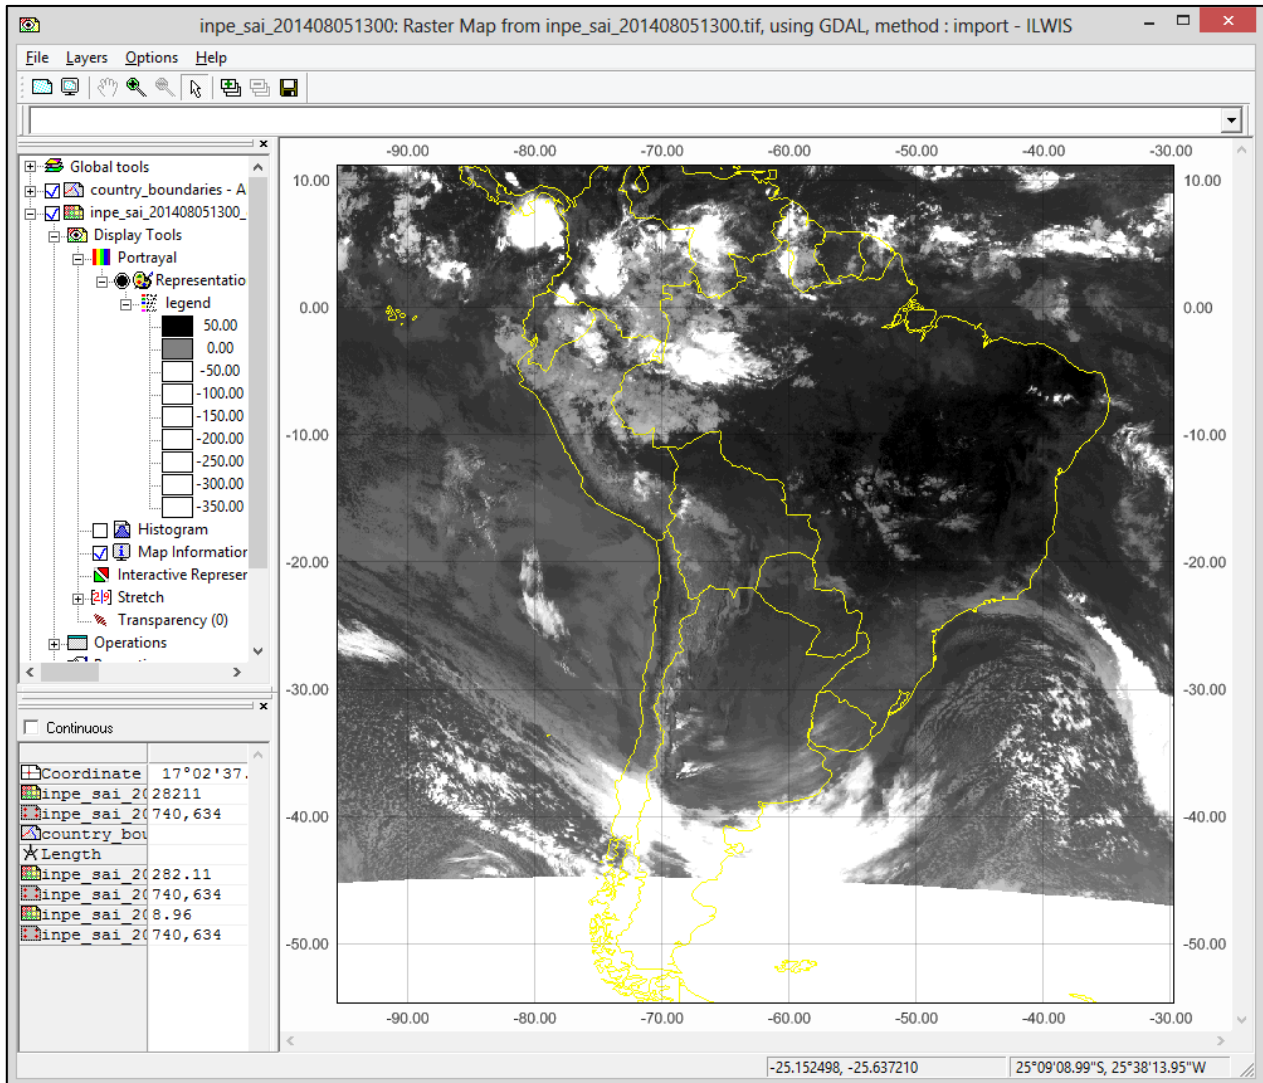 inpe_sai_201408051300: Raster Map from inpe_sai_201408051300.tif, using GDAL, method : import - ILWIS
File Layers Options Help
Global tools
country_boundaries - A
inpe_sai_201408051300_
Display Tools
Portrayal
Representatio
legend
50.00
0.00
-50.00
-100.00
-150.00
-200.00
-250.00
-300.00
-350.00
Histogram
Map Information
Interactive Represer
Stretch
Transparency (0)
Operations
Continuous
Coordinate 17°02'37.
inpe_sai_20 28211
inpe_sai_20 740,634
country_bou
Length
inpe_sai_20 282.11
inpe_sai_20 740,634
inpe_sai_20 8.96
inpe_sai_20 740,634
-90.00 -80.00 -70.00 -60.00 -50.00 -40.00 -30.00
10.00 10.00
0.00 0.00
-10.00 -10.00
-20.00 -20.00
-30.00 -30.00
-40.00 -40.00
-50.00 -50.00
-90.00 -80.00 -70.00 -60.00 -50.00 -40.00 -30.00
-25.152498, -25.637210 25°09'08.99"S, 25°38'13.95"W